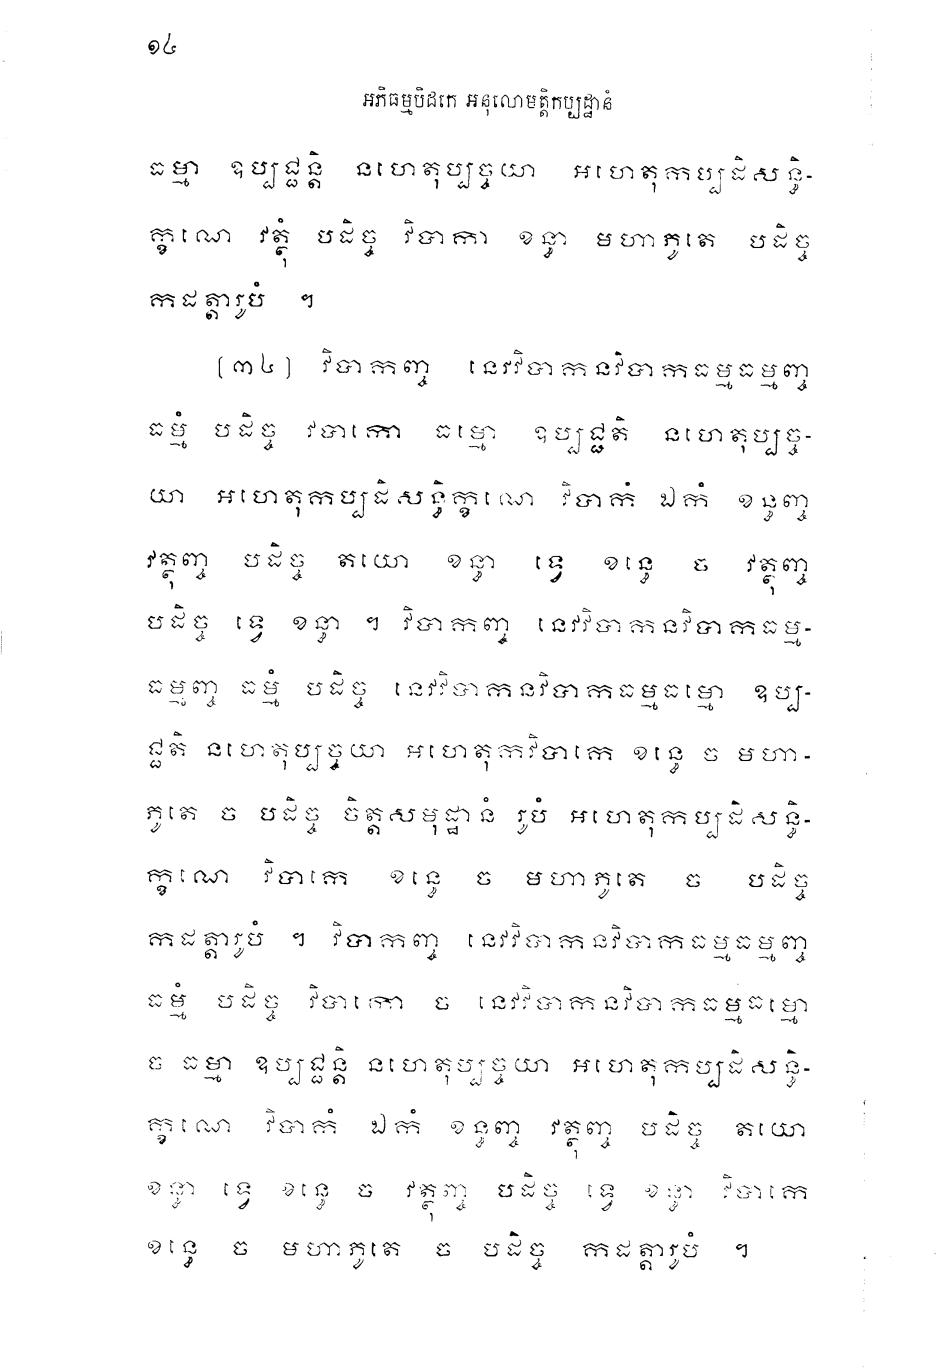 ១៤
អភិធម្មបិដកេ អនុលោមត្តិកប្បដ្ឋានំ
ធម្មា ឧប្បជ្ជន្តិ នហេតុប្បច្ចយា អហេតុកប្បដិសន្ធិ-
ក្ខណេ វត្ថុំ បដិច្ច វិបាកា ខន្ធា មហាភូតេ បដិច្ច
កដត្តារូបំ ។
(៣៤) វិបាកញ្ច នេវវិបាកនវិបាកធម្មធម្មញ្ច
ធម្មំ បដិច្ច វិបាកោ ធម្មោ ឧប្បជ្ជតិ នហេតុប្បច្ច-
យា អហេតុកប្បដិសន្ធិក្ខណេ វិបាកំ ឯកំ ខន្ធញ្ច
វត្ថុញ្ច បដិច្ច តយោ ខន្ធា ទ្វេ ខន្ធេ ច វត្ថុញ្ច
បដិច្ច ទ្វេ ខន្ធា ។ វិបាកញ្ច នេវវិបាកនវិបាកធម្ម-
ធម្មញ្ច ធម្មំ បដិច្ច នេវវិបាកនវិបាកធម្មធម្មោ ឧប្ប-
ជ្ជតិ នហេតុប្បច្ចយា អហេតុកវិបាកេ ខន្ធេ ច មហា-
ភូតេ ច បដិច្ច ចិត្តសមុដ្ឋានំ រូបំ អហេតុកប្បដិសន្ធិ-
ក្ខណេ វិបាកេ ខន្ធេ ច មហាភូតេ ច បដិច្ច
កដត្តារូបំ ។ វិបាកញ្ច នេវវិបាកនវិបាកធម្មធម្មញ្ច
ធម្មំ បដិច្ច វិបាកោ ច នេវវិបាកនវិបាកធម្មធម្មោ
ច ធម្មា ឧប្បជ្ជន្តិ នហេតុប្បច្ចយា អហេតុកប្បដិសន្ធិ-
ក្ខណេ វិបាកំ ឯកំ ខន្ធញ្ច វត្ថុញ្ច បដិច្ច តយោ
ខន្ធា ទ្វេ ខន្ធេ ច វត្ថុញ្ច បដិច្ច ទ្វេ ខន្ធា វិបាកេ
ខន្ធេ ច មហាភូតេ ច បដិច្ច កដត្តារូបំ ។